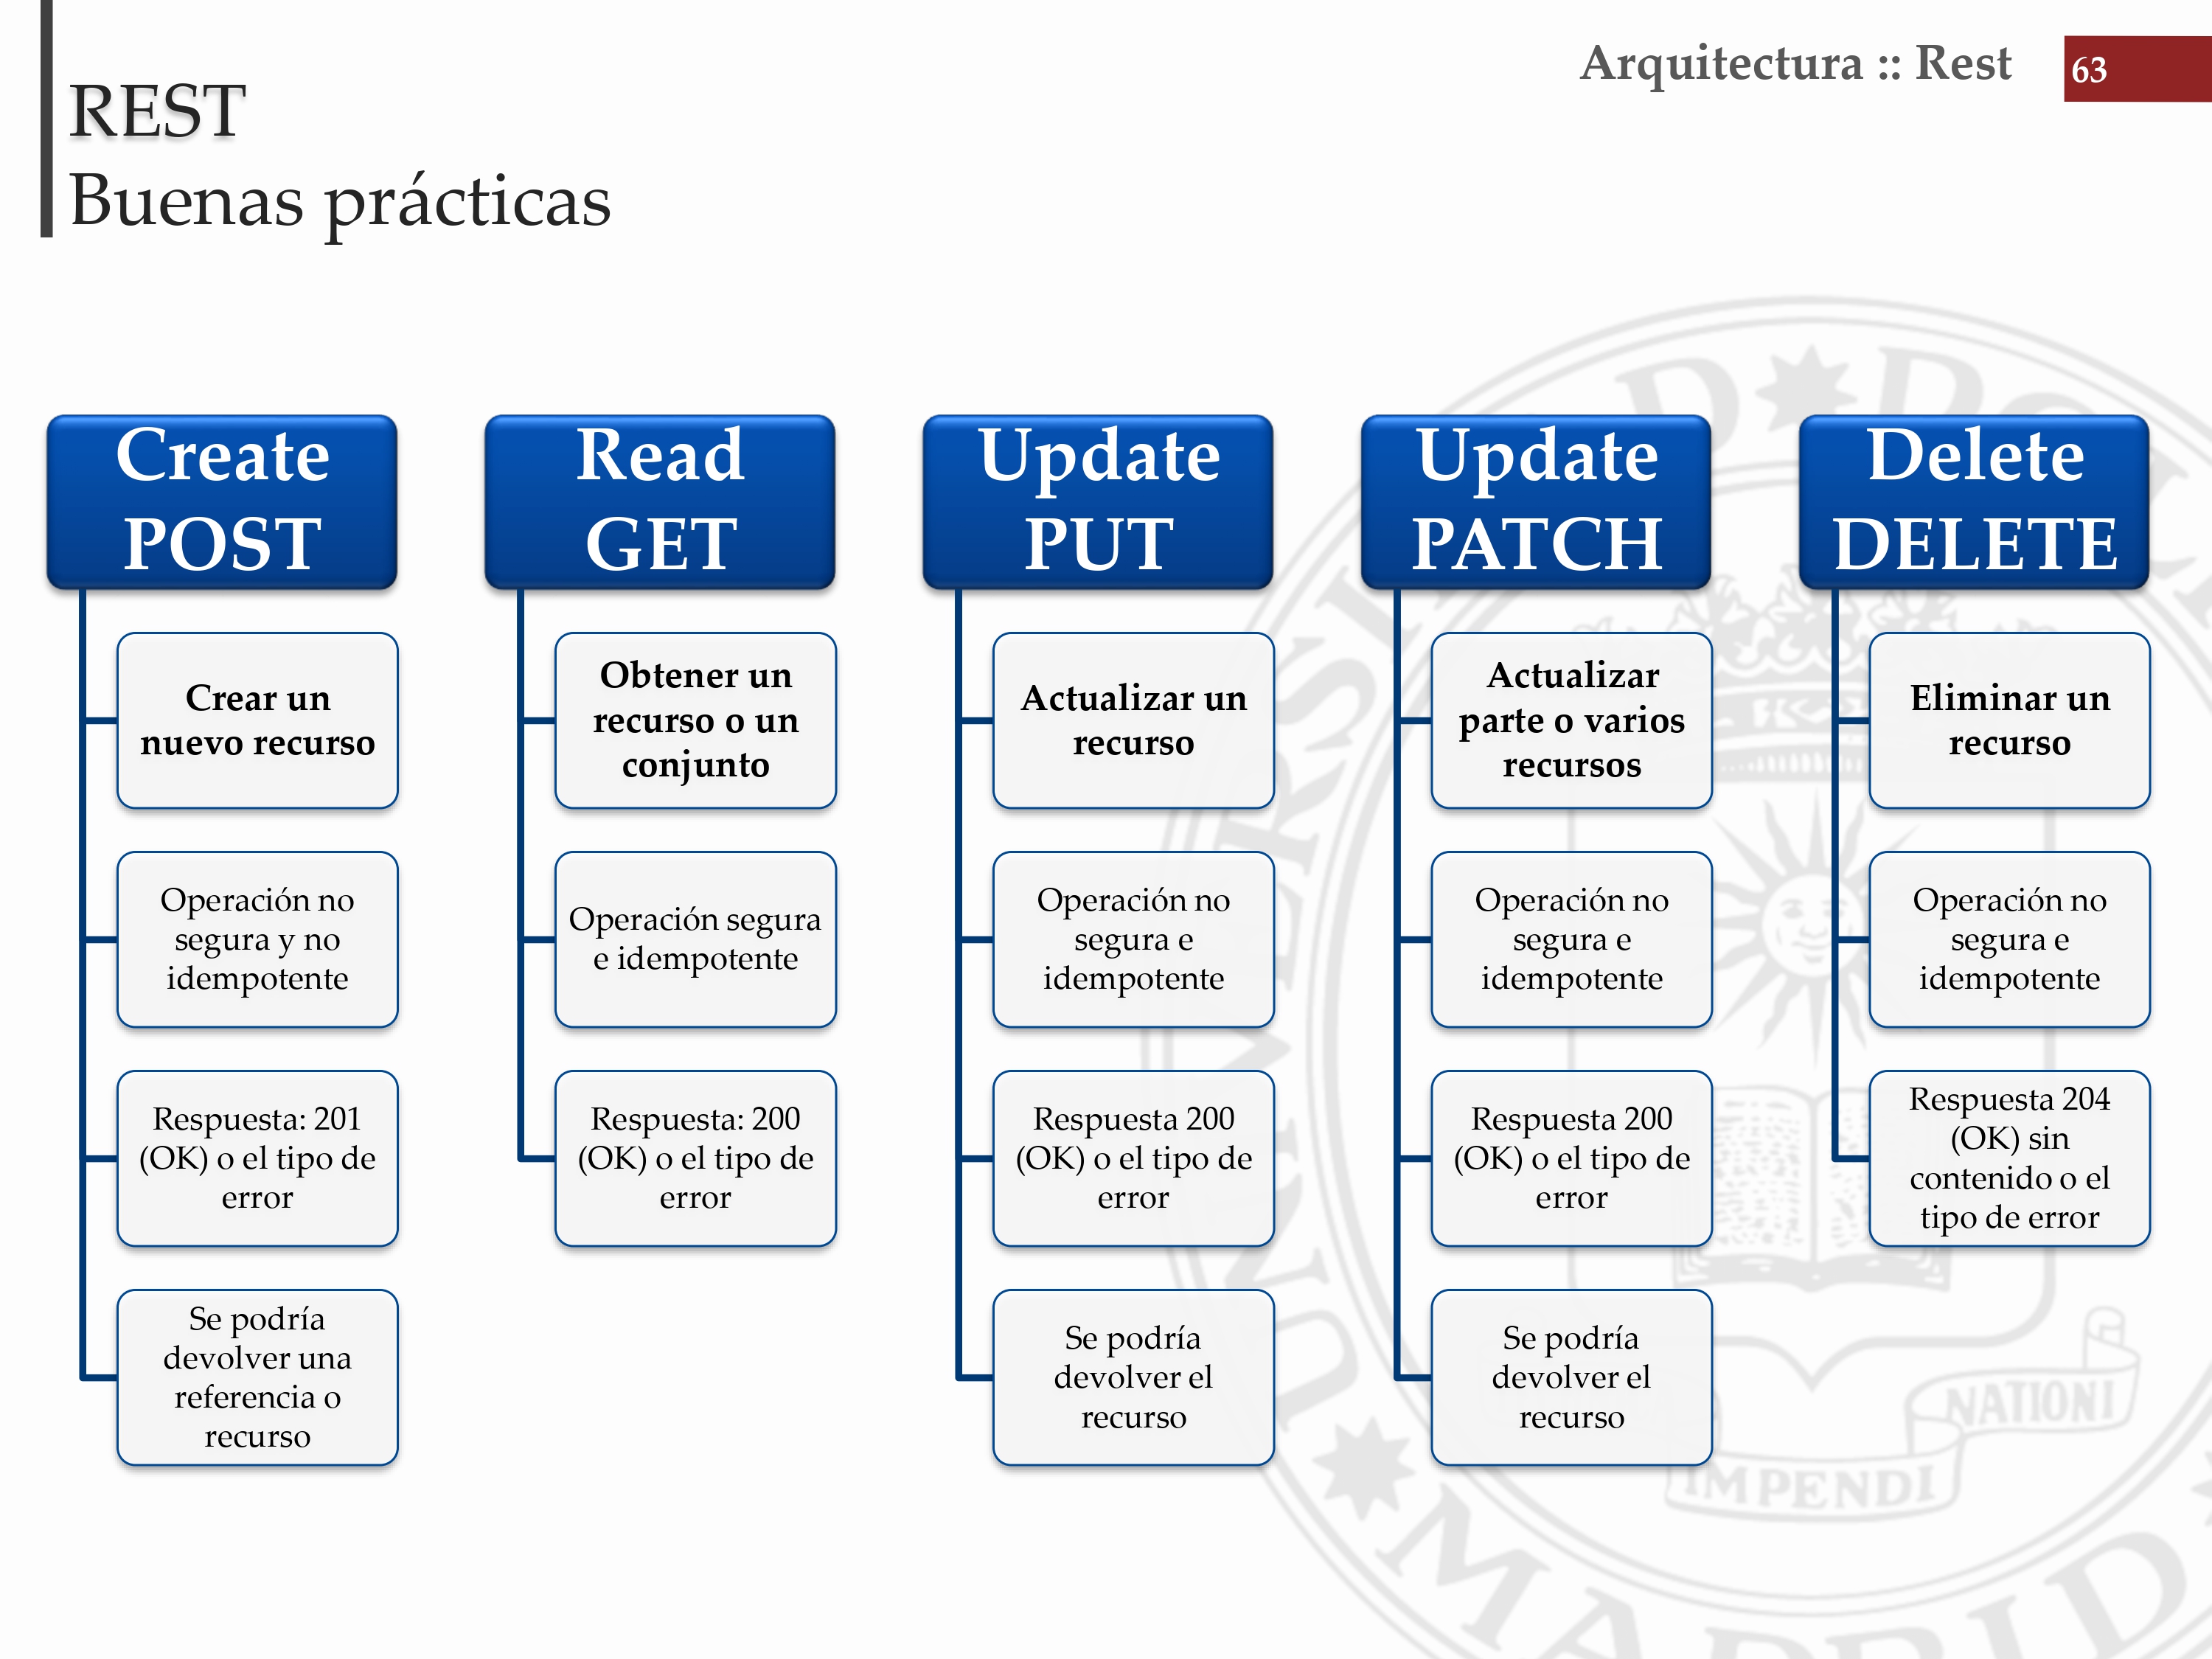 Arquitectura :: Rest
63
REST
Buenas prácticas
Create
POST
Crear un
nuevo recurso
Operación no
segura y no
idempotente
Respuesta: 201
(OK) o el tipo de
error
Se podría
devolver una
referencia o
recurso
Read
GET
Obtener un
recurso o un
conjunto
Operación segura
e idempotente
Respuesta: 200
(OK) o el tipo de
error
Update
PUT
Actualizar un
recurso
Operación no
segura e
idempotente
Respuesta 200
(OK) o el tipo de
error
Se podría
devolver el
recurso
Update
PATCH
Actualizar
parte o varios
recursos
Operación no
segura e
idempotente
Respuesta 200
(OK) o el tipo de
error
Se podría
devolver el
recurso
Delete
DELETE
Eliminar un
recurso
Operación no
segura e
idempotente
Respuesta 204
(OK) sin
contenido o el
tipo de error
NATIONI
IMPENDI